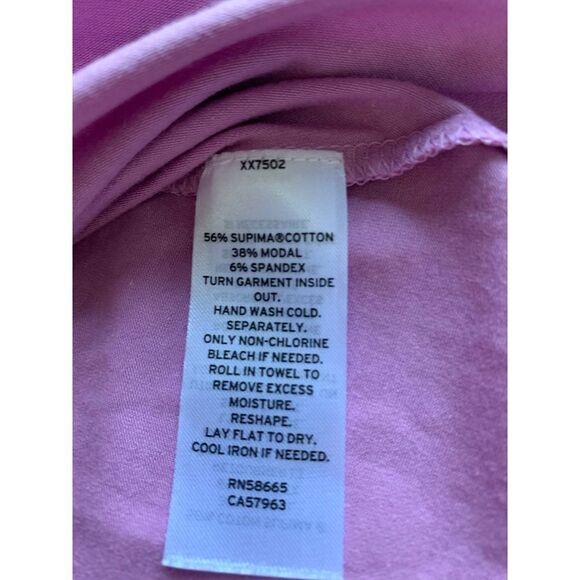 XX7502
56% SUPIMA®COTTON
38% MODAL
6% SPANDEX
TURN GARMENT INSIDE
OUT.
HAND WASH COLD.
SEPARATELY.
ONLY NON-CHLORINE
BLEACH IF NEEDED.
ROLL IN TOWEL TO
REMOVE EXCESS
MOISTURE.
RESHAPE.
LAY FLAT TO DRY.
COOL IRON IF NEEDED.
RN58665
CA57963